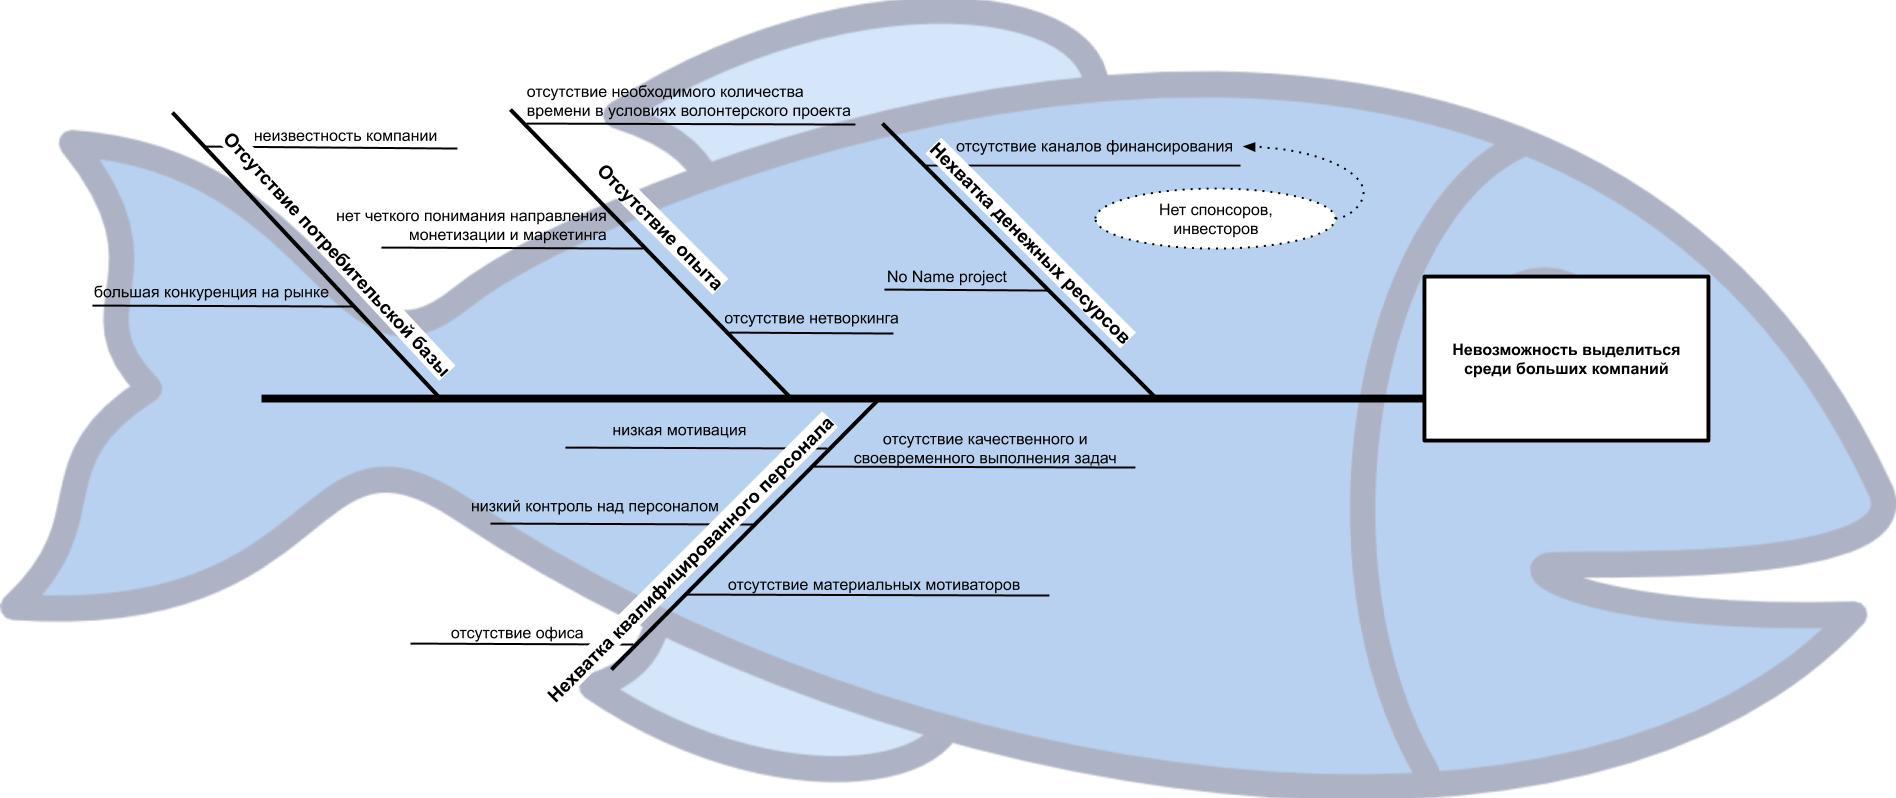 отсутствие необходимого количества
времени в условиях волонтерского проекта
неизвестность компании
Отсутствие потребительской базы
большая конкуренция на рынке
Отсутствие опыта
нет четкого понимания направления
монетизации и маркетинга
отсутствие нетворкинга
Нехватка денежных ресурсов
отсутствие каналов финансирования
Нет спонсоров,
инвесторов
No Name project
Невозможность выделиться
среди больших компаний
Нехватка квалифицированного персонала
низкая мотивация
отсутствие качественного и
своевременного выполнения задач
низкий контроль над персоналом
отсутствие материальных мотиваторов
отсутствие офиса